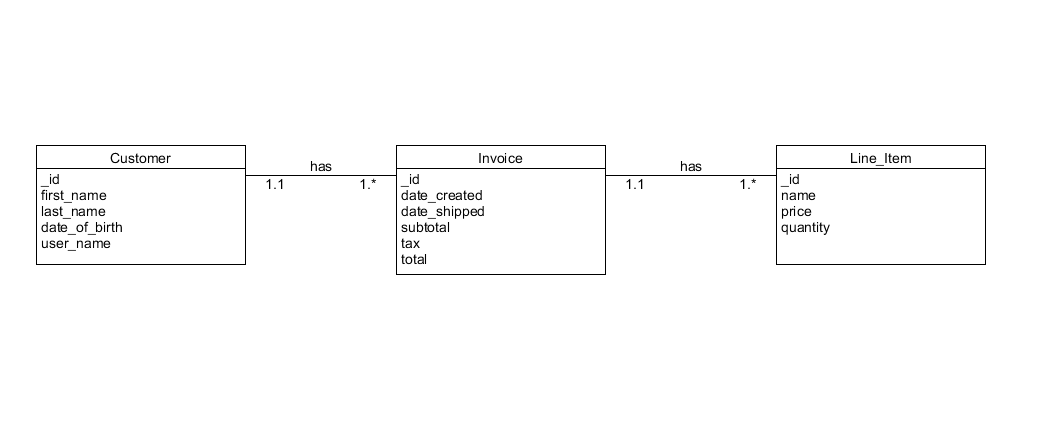 Customer
_id
first_name
last_name
date_of_birth
user_name
has
1.1
1.*
Invoice
_id
date_created
date_shipped
subtotal
tax
total
has
1.1
1.*
Line_Item
_id
name
price
quantity